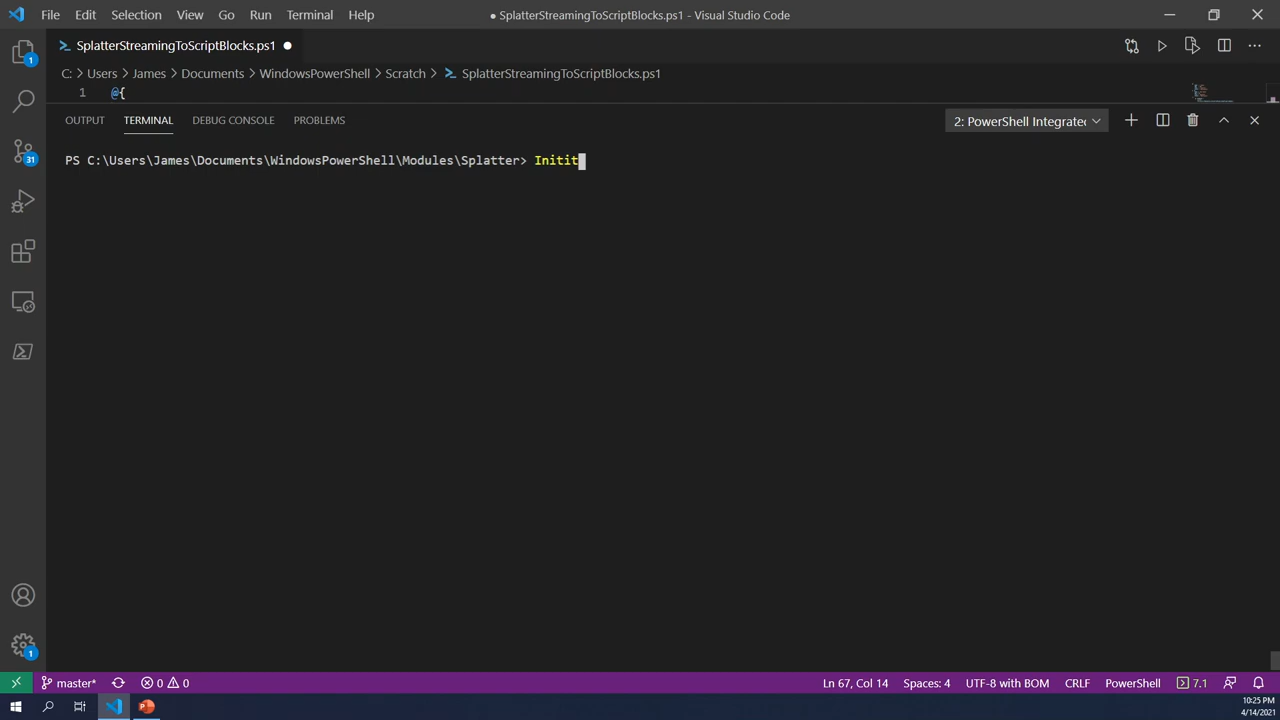 File Edit Selection View Go Run Terminal Help
● SplatterStreamingToScriptBlocks.ps1 - Visual Studio Code
SplatterStreamingToScriptBlocks.ps1 ●
C: > Users > James > Documents > WindowsPowerShell > Scratch > SplatterStreamingToScriptBlocks.ps1
1 @{
OUTPUT TERMINAL DEBUG CONSOLE PROBLEMS
2: PowerShell Integrated
PS C:\Users\James\Documents\WindowsPowerShell\Modules\Splatter> Initit
1
31
1
master* 0 0
Ln 67, Col 14 Spaces: 4 UTF-8 with BOM CRLF PowerShell 7.1
10:25 PM
4/14/2021